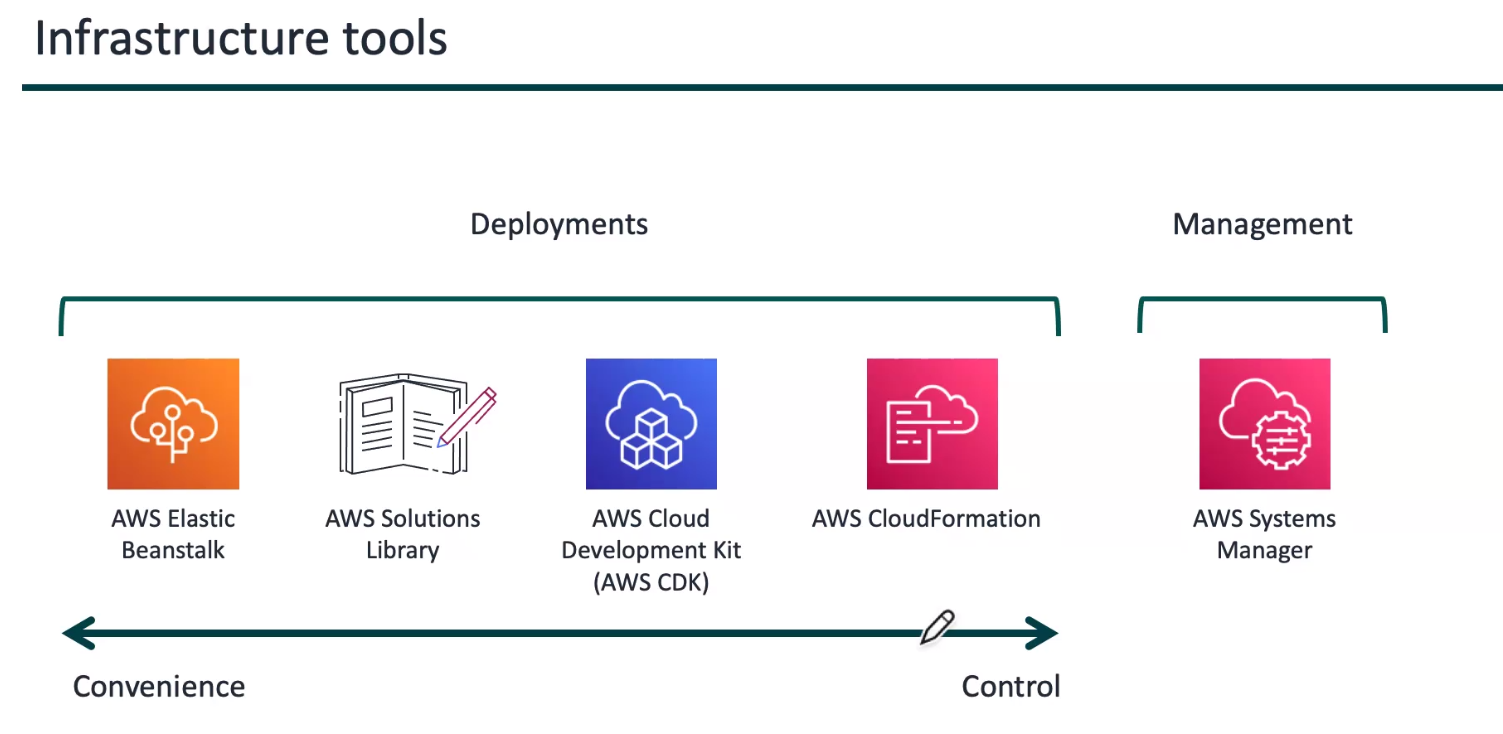 Infrastructure tools
Deployments
Management
AWS Elastic
Beanstalk
AWS Solutions
Library
AWS Cloud
Development Kit
(AWS CDK)
AWS CloudFormation
AWS Systems
Manager
Convenience
Control